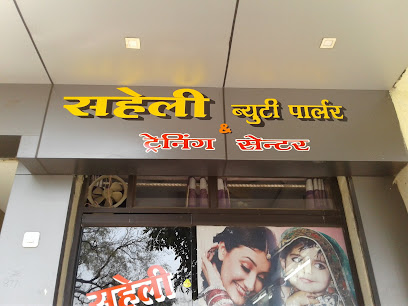 सहेली ब्युटी पार्लर
&
ट्रेनिंग सेन्टर
सहेली